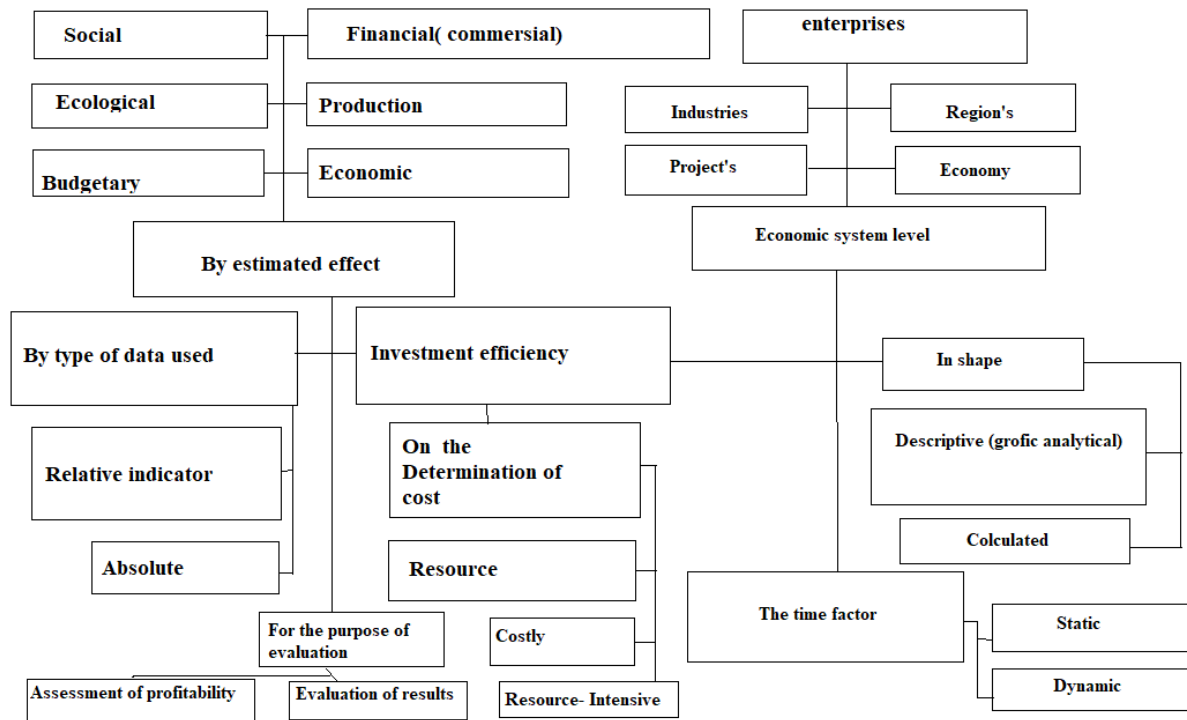 Social
Financial( commersial)
enterprises
Ecological
Production
Industries
Region's
Budgetary
Economic
Project's
Economy
By estimated effect
Economic system level
By type of data used
Investment efficiency
In shape
Relative indicator
On the
Determination of
cost
Descriptive (grofic analytical)
Absolute
Resource
Colculated
For the purpose of
evaluation
Costly
The time factor
Static
Assessment of profitability
Evaluation of results
Resource- Intensive
Dynamic